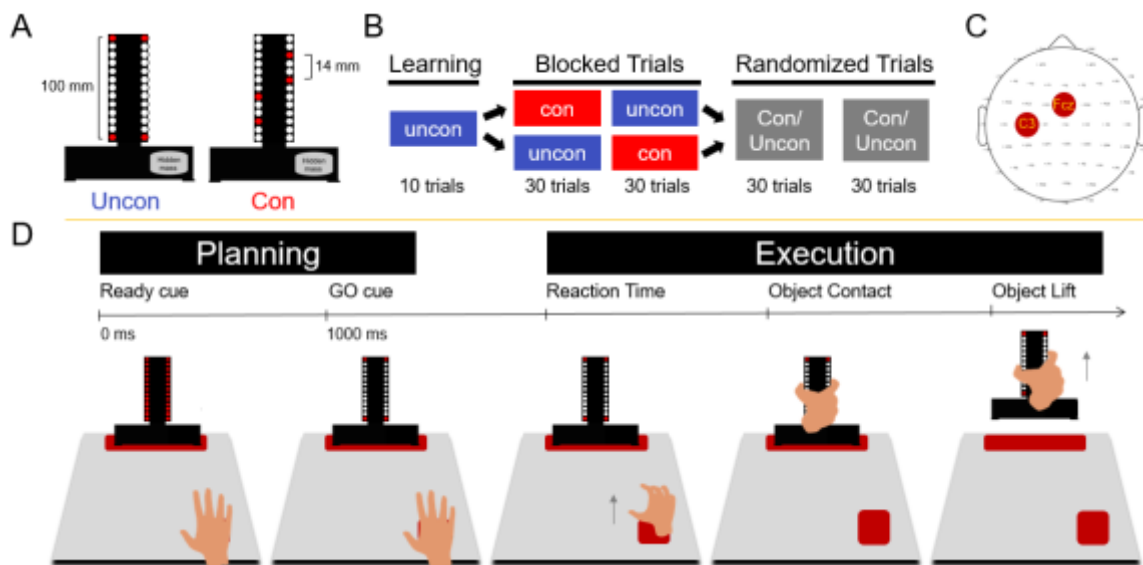 A
100 mm
14 mm
Hidden
mass
Hidden
mass
Uncon
Con
B
Learning
Blocked Trials
Randomized Trials
uncon
con
uncon
uncon
con
Con/
Uncon
Con/
Uncon
10 trials
30 trials
30 trials
30 trials
30 trials
C
Fcz
C3
D
Planning
Execution
Ready cue
GO cue
Reaction Time
Object Contact
Object Lift
0 ms
1000 ms